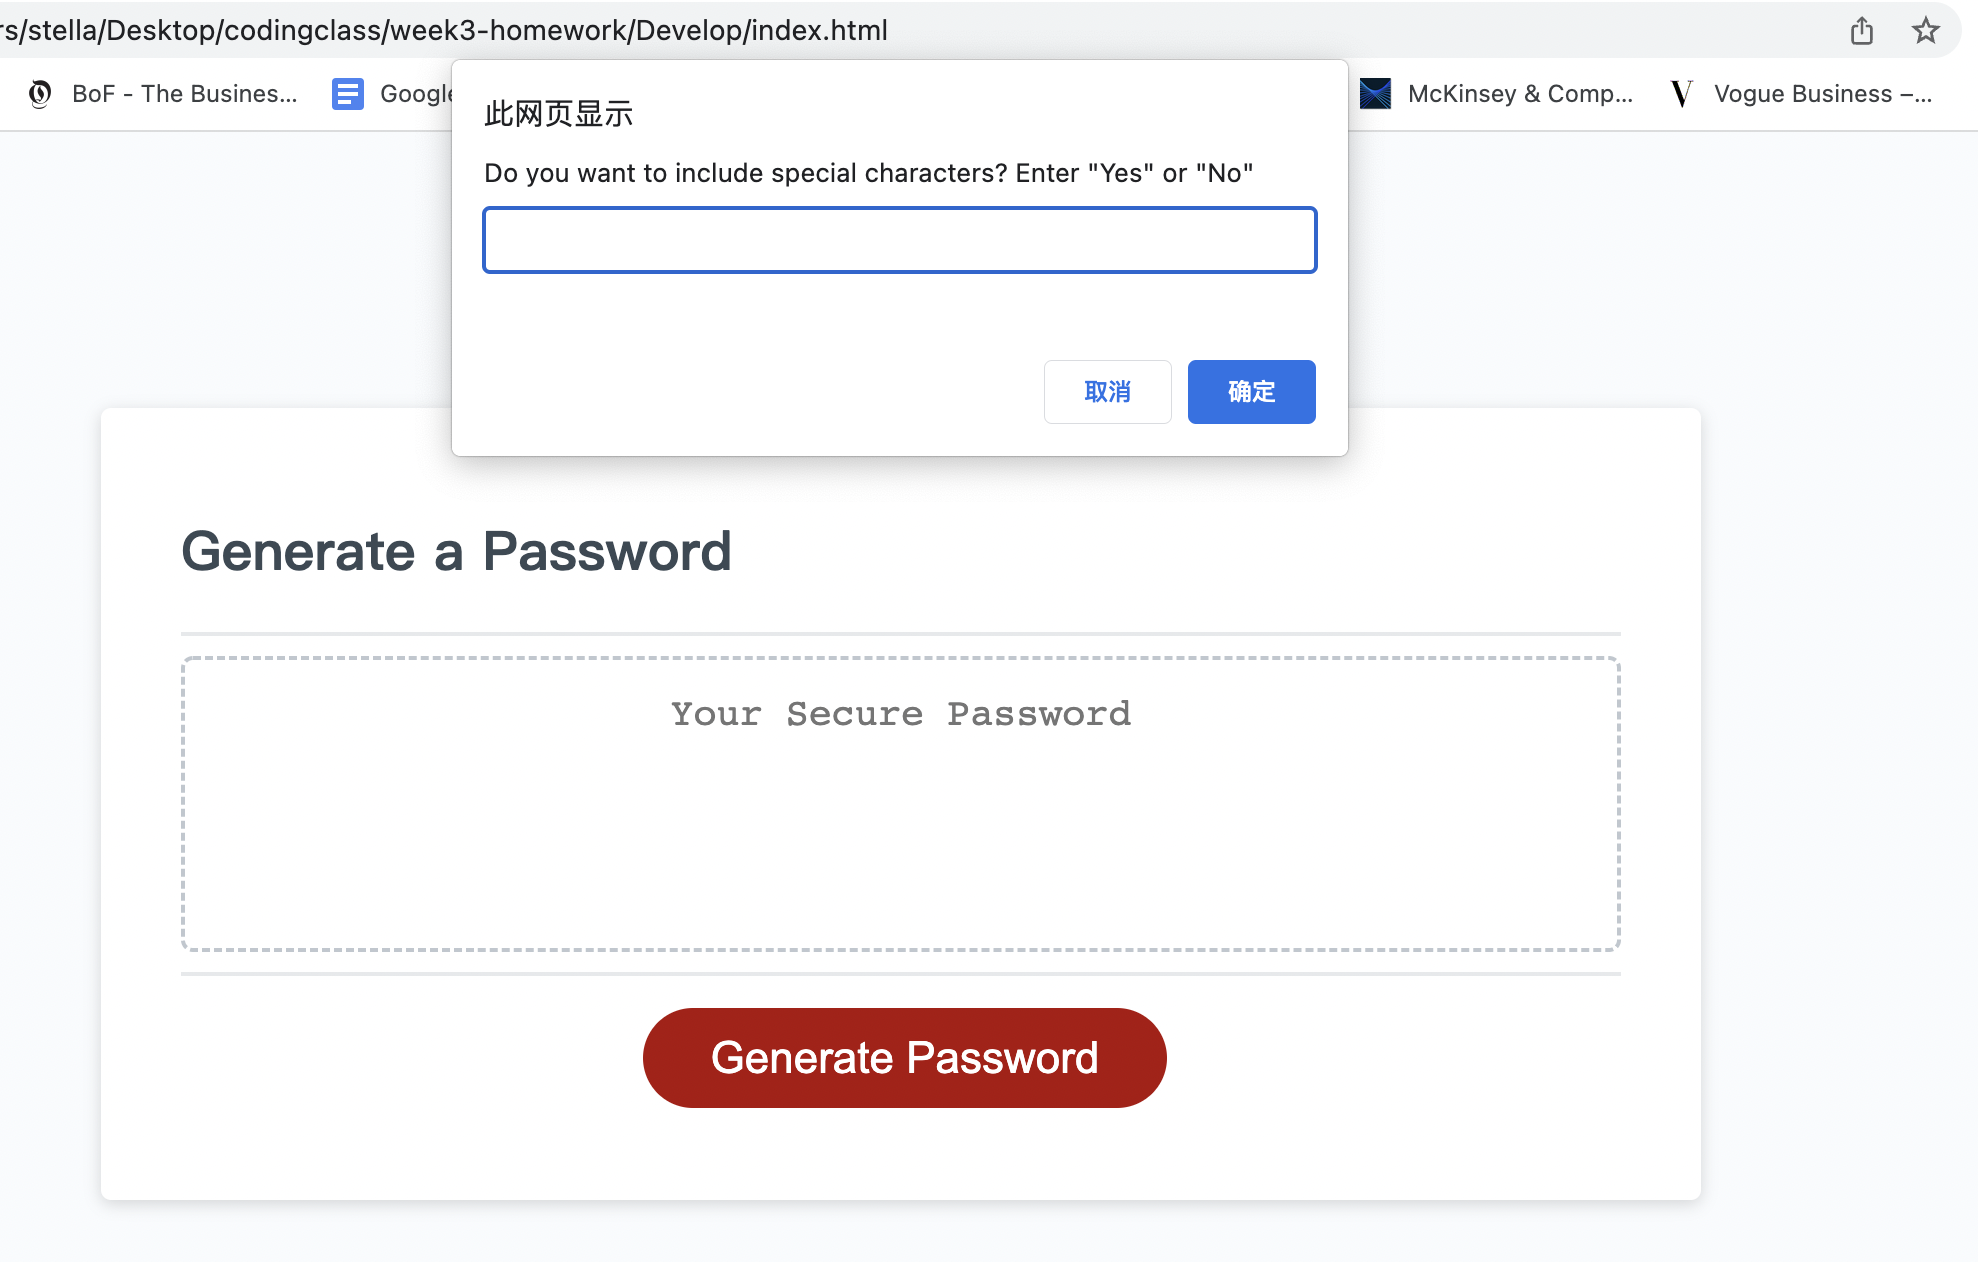 rs/stella/Desktop/codingclass/week3-homework/Develop/index.html
BoF - The Busines... Google McKinsey & Comp... Vogue Business –...
此网页显示
Do you want to include special characters? Enter "Yes" or "No"
取消 确定
Generate a Password
Your Secure Password
Generate Password